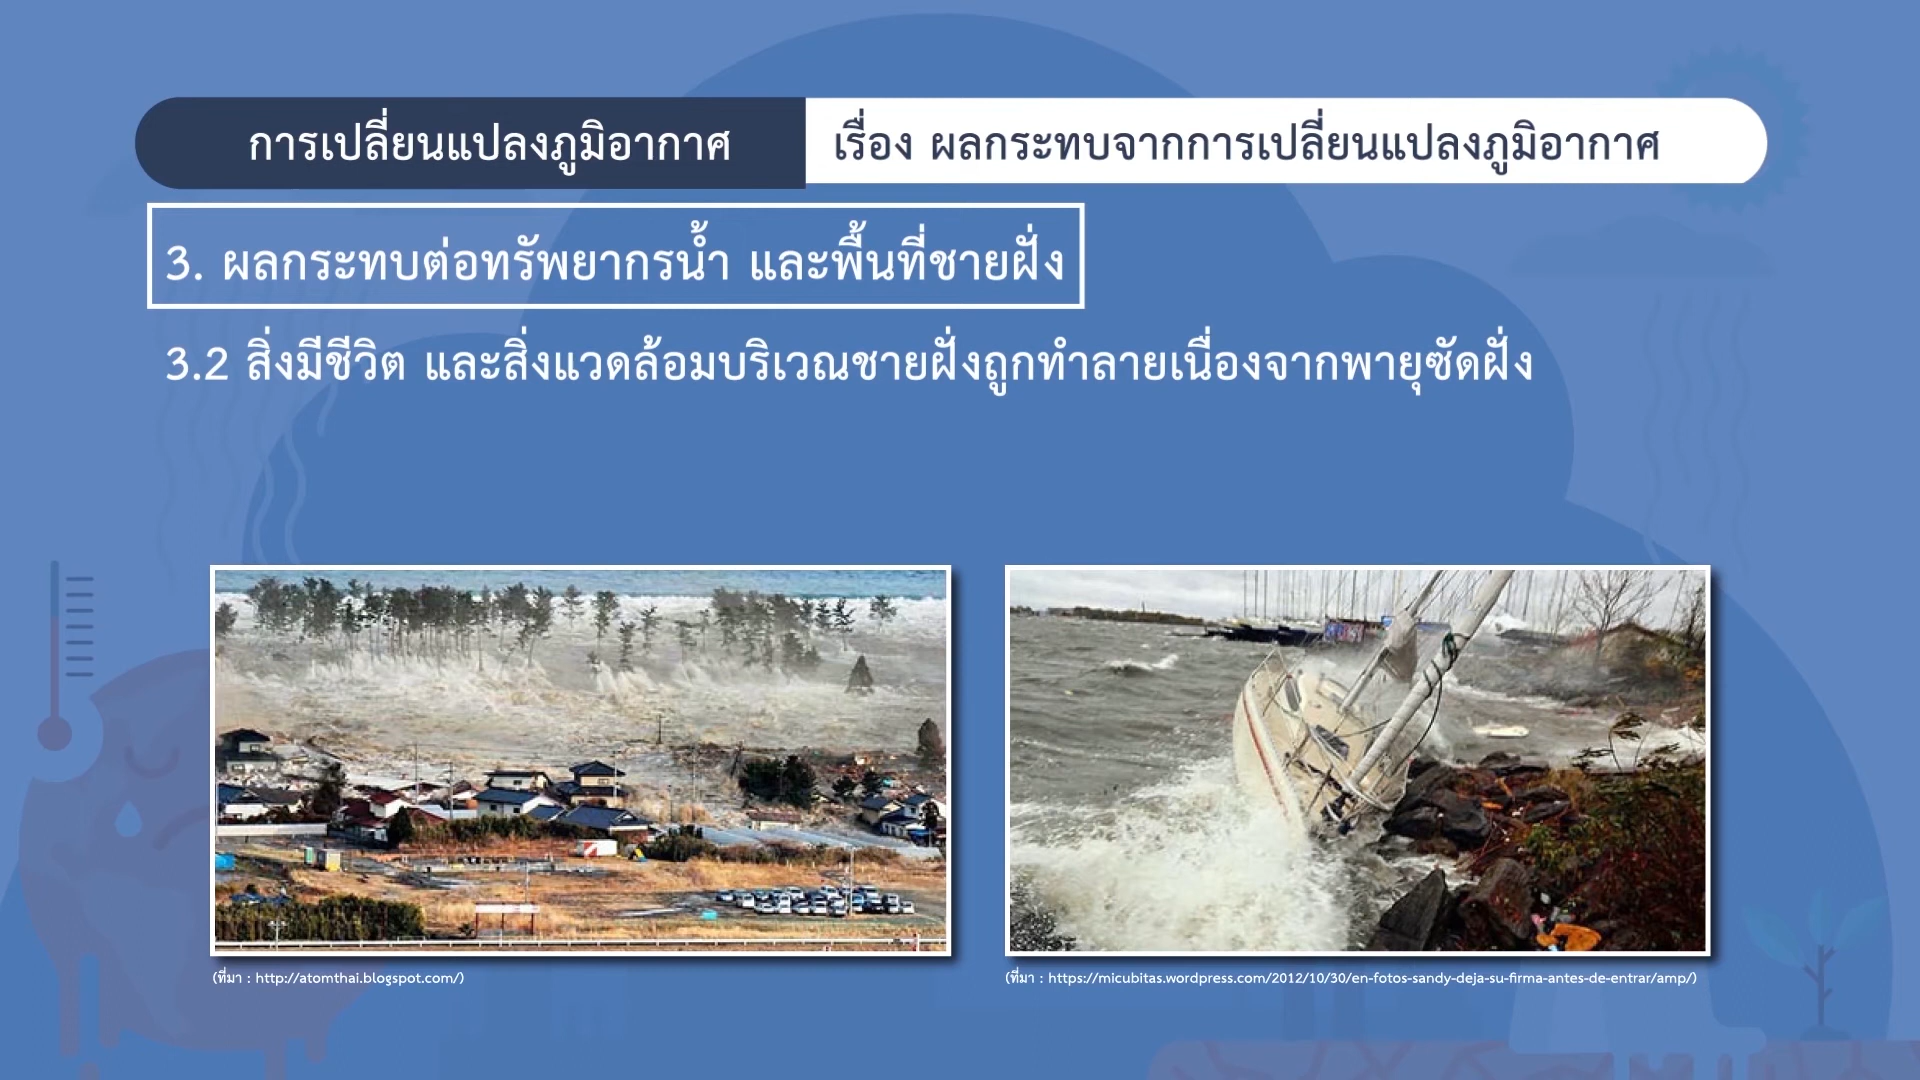 การเปลี่ยนแปลงภูมิอากาศ
เรื่อง ผลกระทบจากการเปลี่ยนแปลงภูมิอากาศ
3. ผลกระทบต่อทรัพยากรน้ำ และพื้นที่ชายฝั่ง
3.2 สิ่งมีชีวิต และสิ่งแวดล้อมบริเวณชายฝั่งถูกทำลายเนื่องจากพายุซัดฝั่ง
(ที่มา : http://atomthai.blogspot.com/)
(ที่มา : https://micubitas.wordpress.com/2012/10/30/en-fotos-sandy-deja-su-firma-antes-de-entrar/amp/)